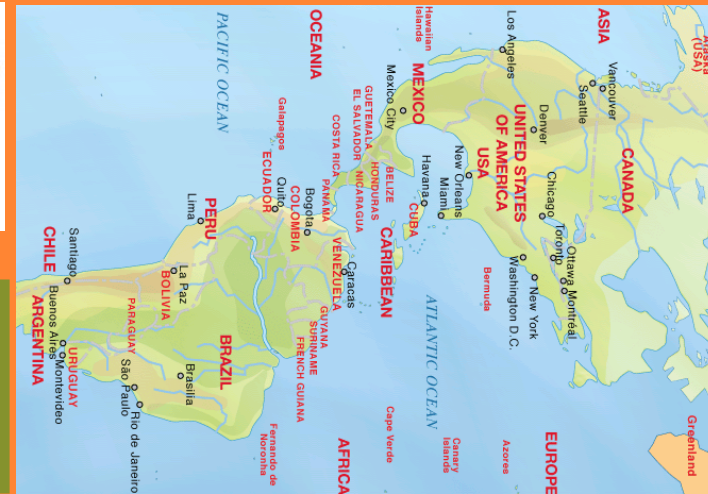 Alaska
(USA)
Greenland
ASIA
Hawaiian
Islands
CANADA
Vancouver
Seattle
Los Angeles
Denver
UNITED STATES
OF AMERICA
USA
Chicago
Toronto
Ottawa
Montréal
New York
Washington D.C.
New Orleans
Miami
EUROPE
Azores
Bermuda
Canary
Islands
Cape Verde
ATLANTIC OCEAN
AFRICA
MEXICO
Mexico City
Havana
CUBA
CARIBBEAN
BELIZE
GUETEMALA
HONDURAS
EL SALVADOR
NICARAGUA
COSTA RICA
PANAMA
OCEANIA
PACIFIC OCEAN
Galapagos
Caracas
VENEZUELA
Bogota
COLOMBIA
Quito
ECUADOR
GUYANA
SURINAME
FRENCH GUIANA
Fernando de
Noronha
PERU
Lima
BRAZIL
Brasilia
La Paz
BOLIVIA
PARAGUAY
São Paulo
Rio de Janeiro
CHILE
Santiago
URUGUAY
Buenos Aires
Montevideo
ARGENTINA